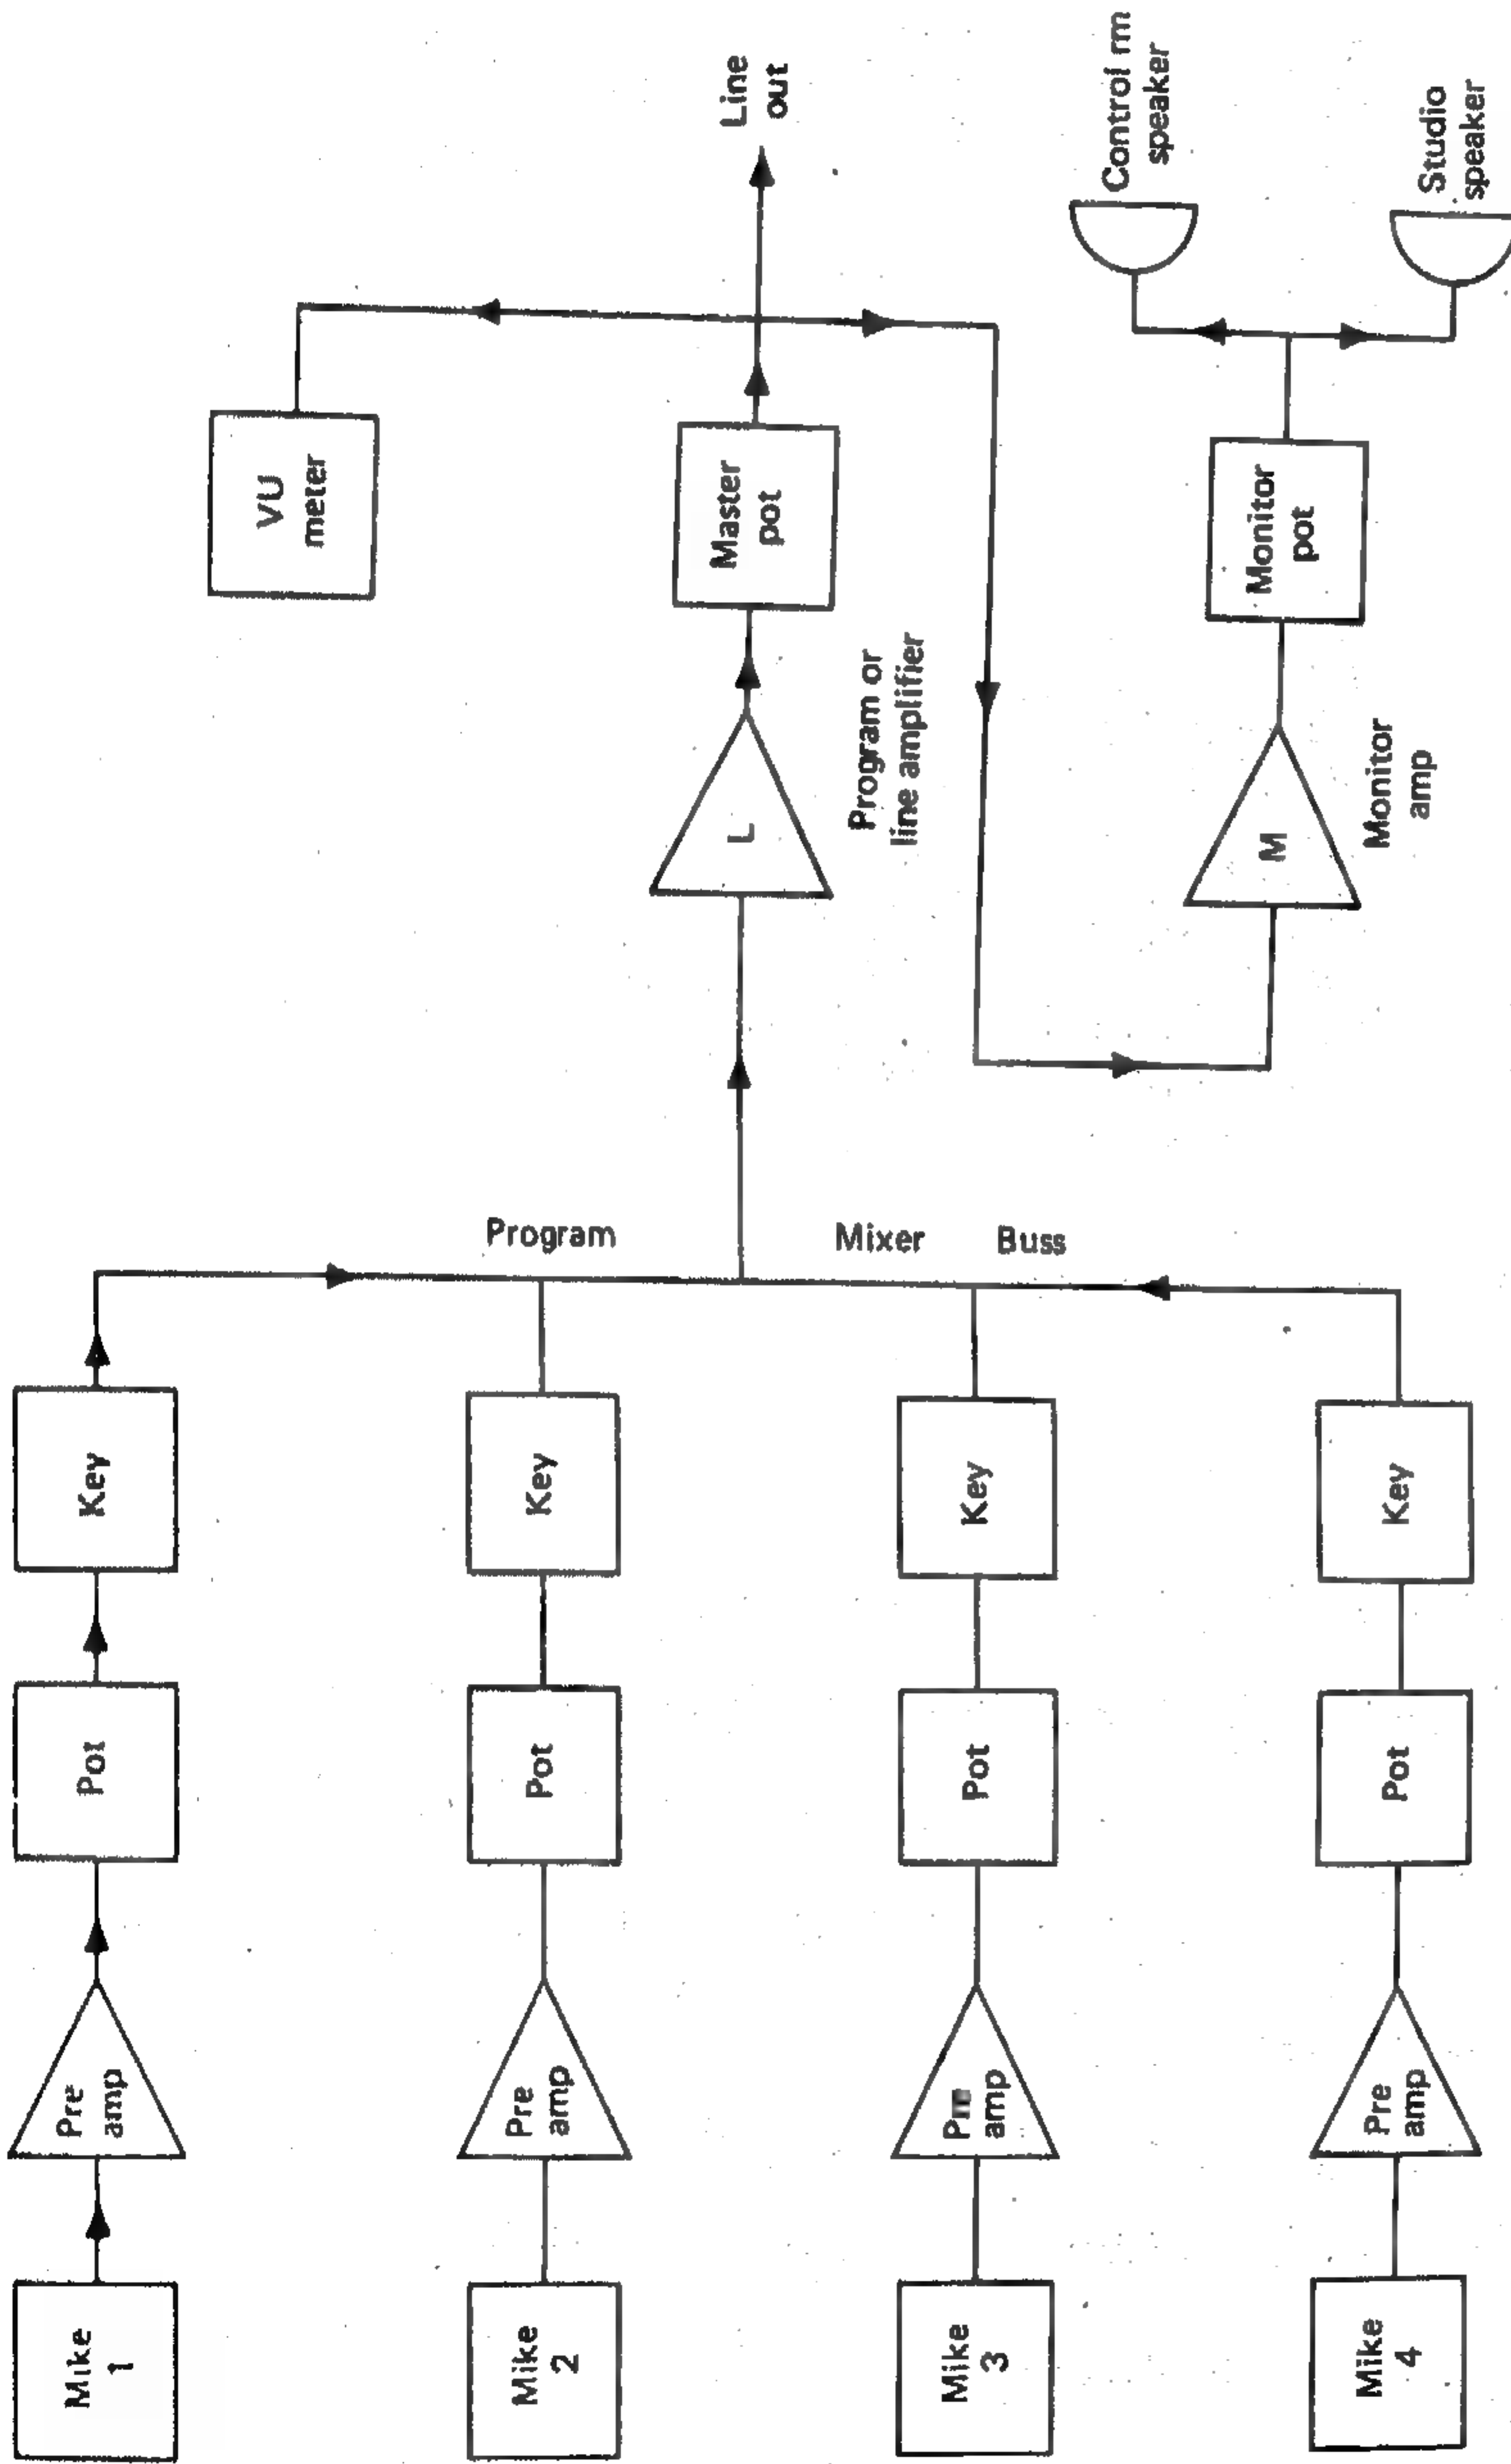 Mike
1
Pre
amp
Pot
Key
Mike
2
Pre
amp
Pot
Key
Mike
3
Pre
amp
Pot
Key
Mike
4
Pre
amp
Pot
Key
Program Mixer Buss
L
Program or
line amplifier
Master
pot
VU
meter
Line
out
M
Monitor
amp
Monitor
pot
Control rm
speaker
Studio
speaker